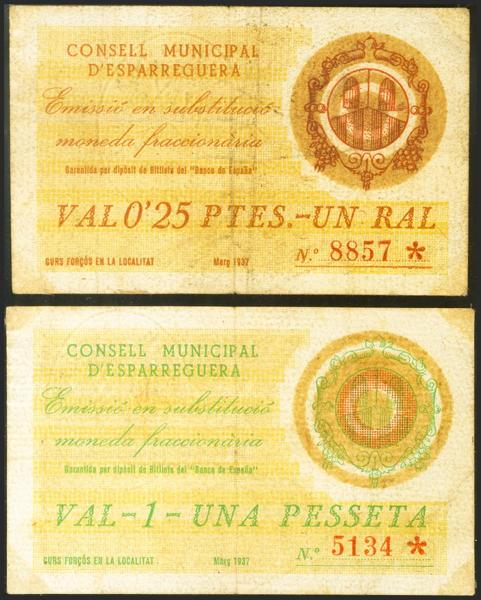 CONSELL MUNICIPAL
D'ESPARREGUERA
Emissió en substitució
moneda fraccionària
Garantida per dipòsit de Bitllets del "Banco de España"
VAL 0'25 PTES.-UN RAL
CURS FORÇÓS EN LA LOCALITAT Març 1937 N.º 8857 *
CONSELL MUNICIPAL
D'ESPARREGUERA
Emissió en substitució
moneda fraccionària
Garantida per dipòsit de Bitllets del "Banco de España"
VAL-1-UNA PESSETA
CURS FORÇÓS EN LA LOCALITAT. Març 1937 N.º 5134 *